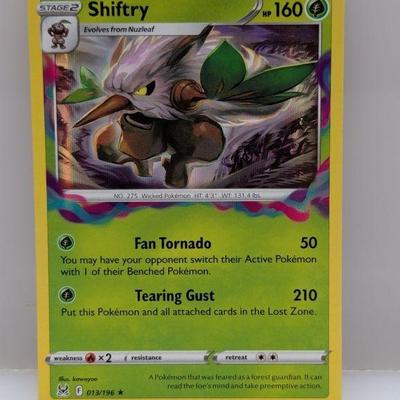 STAGE 2
Shiftry
HP 160
Evolves from Nuzleaf
NO. 275 Wicked Pokémon HT: 4'3" WT: 131.4 lbs.
Fan Tornado 50
You may have your opponent switch their Active Pokémon
with 1 of their Benched Pokémon.
Tearing Gust 210
Put this Pokémon and all attached cards in the Lost Zone.
weakness ×2 resistance retreat
Illus. kawayoo
F 013/196 ★
A Pokémon that was feared as a forest guardian. It can
read the foe's mind and take preemptive action.